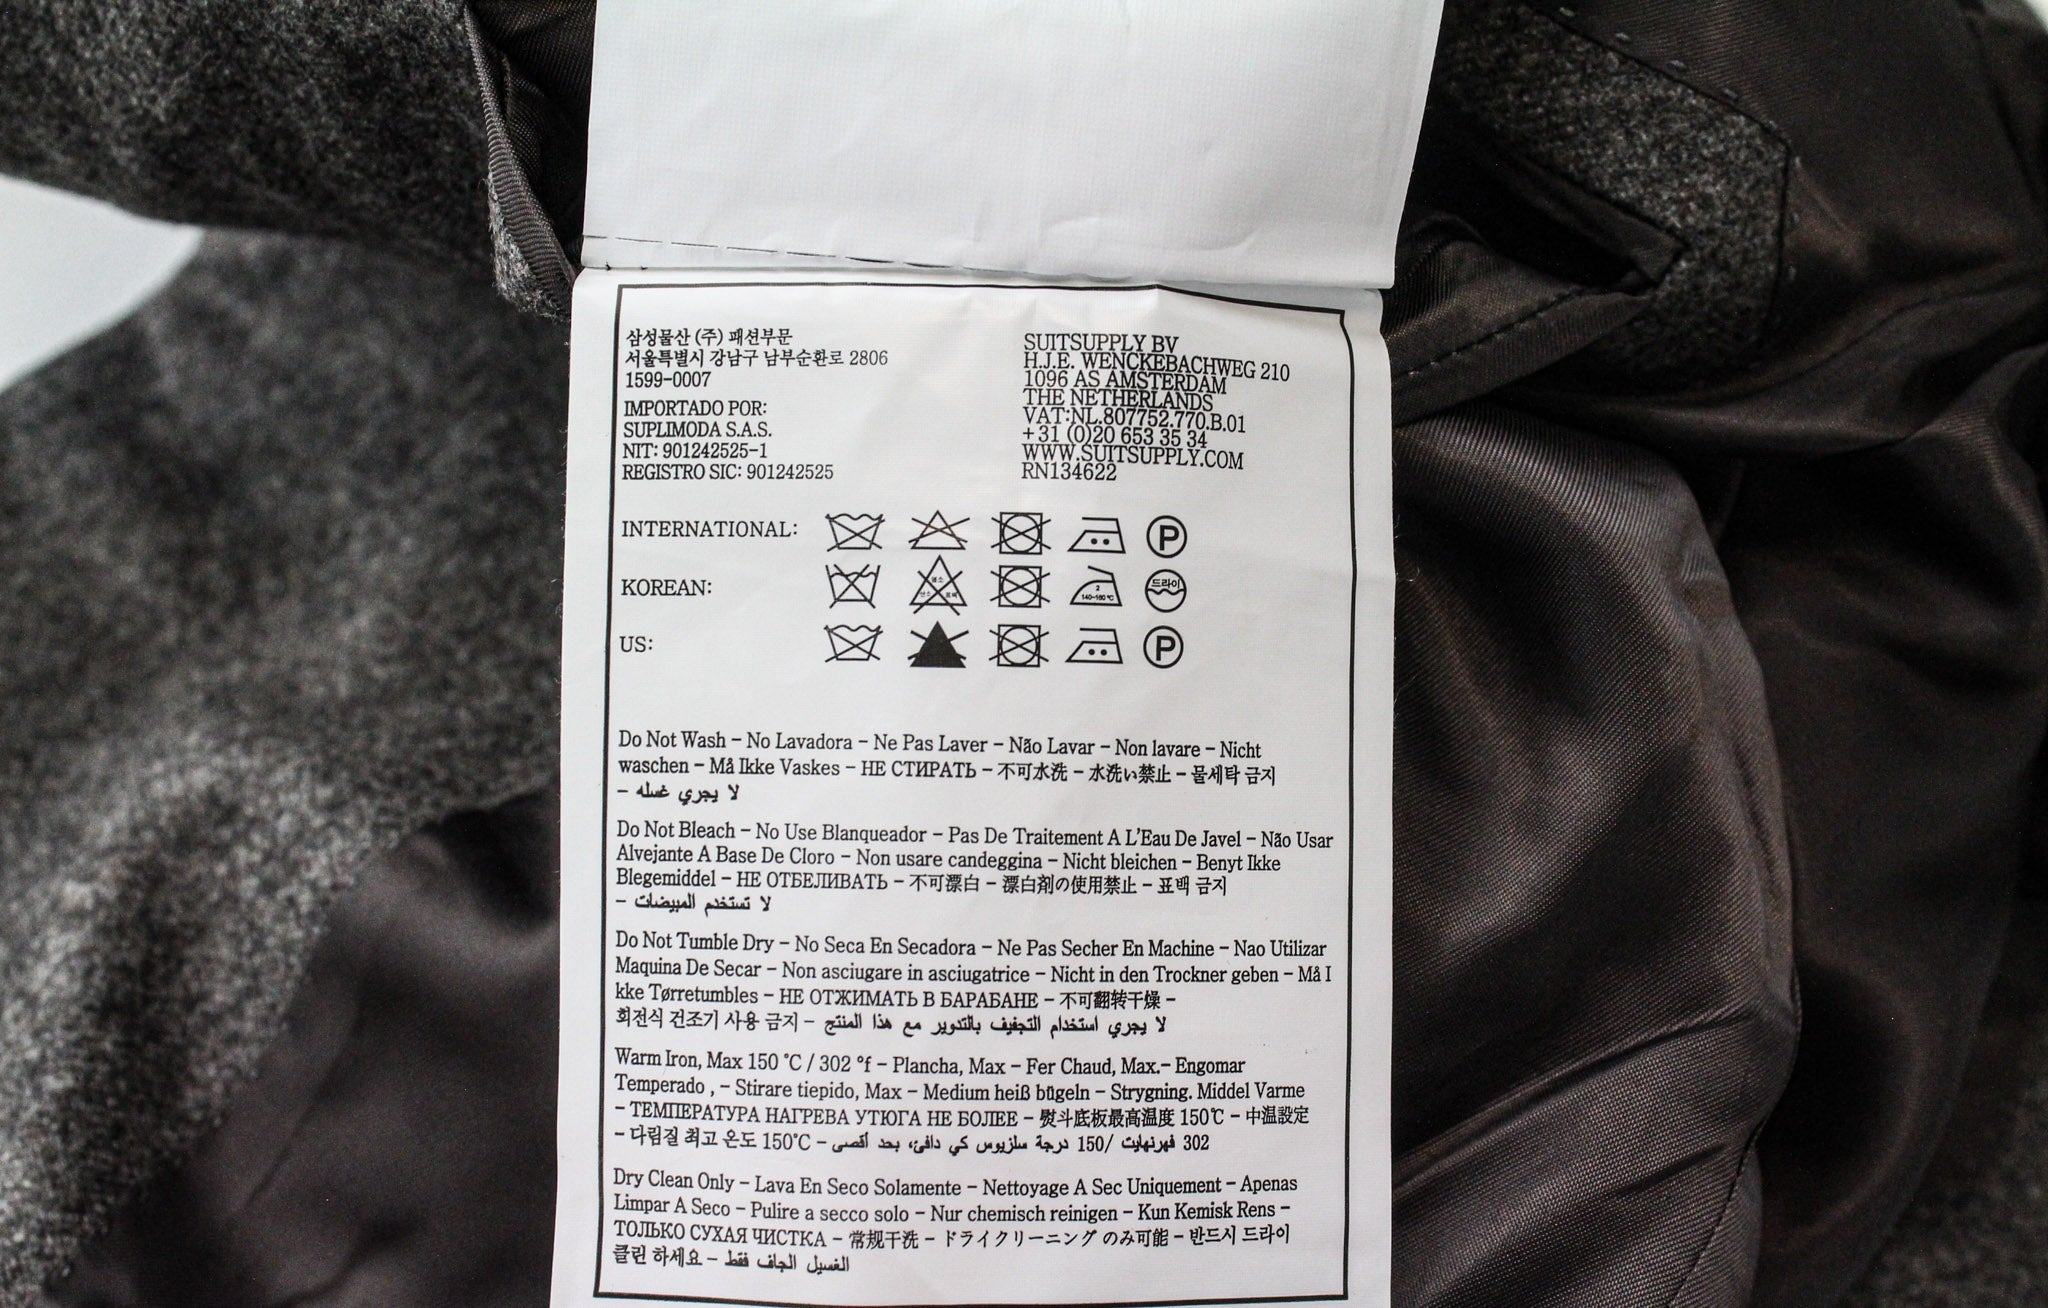 삼성물산 (주) 패션부문
서울특별시 강남구 남부순환로 2806
1599-0007
IMPORTADO POR:
SUPLIMODA S.A.S.
NIT: 901242525-1
REGISTRO SIC: 901242525
SUITSUPPLY BV
H.J.E. WENCKEBACHWEG 210
1096 AS AMSTERDAM
THE NETHERLANDS
VAT:NL.807752.770.B.01
+31 (0)20 653 35 34
WWW.SUITSUPPLY.COM
RN134622
INTERNATIONAL:
P
KOREAN:
염소
산소 표백
2
140~160℃
드라이
US:
P
Do Not Wash – No Lavadora – Ne Pas Laver – Não Lavar – Non lavare – Nicht
waschen – Må Ikke Vaskes – НЕ СТИРАТЬ – 不可水洗 – 水洗い禁止 – 물세탁 금지
– لا يجري غسله
Do Not Bleach – No Use Blanqueador – Pas De Traitement A L'Eau De Javel – Não Usar
Alvejante A Base De Cloro – Non usare candeggina – Nicht bleichen – Benyt Ikke
Blegemiddel – НЕ ОТБЕЛИВАТЬ – 不可漂白 – 漂白剤の使用禁止 – 표백 금지
– لا تستخدم المبيضات
Do Not Tumble Dry – No Seca En Secadora – Ne Pas Secher En Machine – Nao Utilizar
Maquina De Secar – Non asciugare in asciugatrice – Nicht in den Trockner geben – Må I
kke Tørretumbles – НЕ ОТЖИМАТЬ В БАРАБАНЕ – 不可翻转干燥 –
회전식 건조기 사용 금지 – لا يجري استخدام التجفيف بالتدوير مع هذا المنتج
Warm Iron, Max 150 °C / 302 °f – Plancha, Max – Fer Chaud, Max.– Engomar
Temperado , – Stirare tiepido, Max – Medium heiß bügeln – Strygning. Middel Varme
– ТЕМПЕРАТУРА НАГРЕВА УТЮГА НЕ БОЛЕЕ – 熨斗底板最高温度 150℃ – 中温設定
– 다림질 최고 온도 150℃ – 302 فهرنهايت /150 درجة سلزيوس كي دافئ، بحد أقصى
Dry Clean Only – Lava En Seco Solamente – Nettoyage A Sec Uniquement – Apenas
Limpar A Seco – Pulire a secco solo – Nur chemisch reinigen – Kun Kemisk Rens –
ТОЛЬКО СУХАЯ ЧИСТКА – 常规干洗 – ドライクリーニング のみ可能 – 반드시 드라이
클린 하세요 – الغسيل الجاف فقط